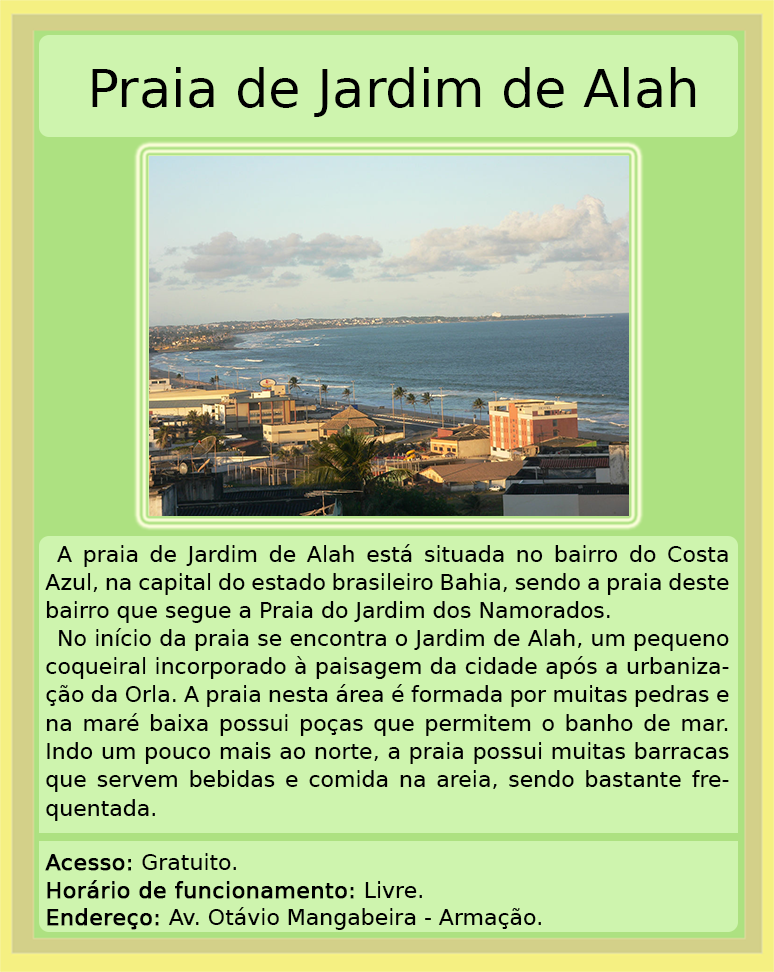 Praia de Jardim de Alah
A praia de Jardim de Alah está situada no bairro do Costa
Azul, na capital do estado brasileiro Bahia, sendo a praia deste
bairro que segue a Praia do Jardim dos Namorados.
No início da praia se encontra o Jardim de Alah, um pequeno
coqueiral incorporado à paisagem da cidade após a urbaniza-
ção da Orla. A praia nesta área é formada por muitas pedras e
na maré baixa possui poças que permitem o banho de mar.
Indo um pouco mais ao norte, a praia possui muitas barracas
que servem bebidas e comida na areia, sendo bastante fre-
quentada.
Acesso: Gratuito.
Horário de funcionamento: Livre.
Endereço: Av. Otávio Mangabeira - Armação.